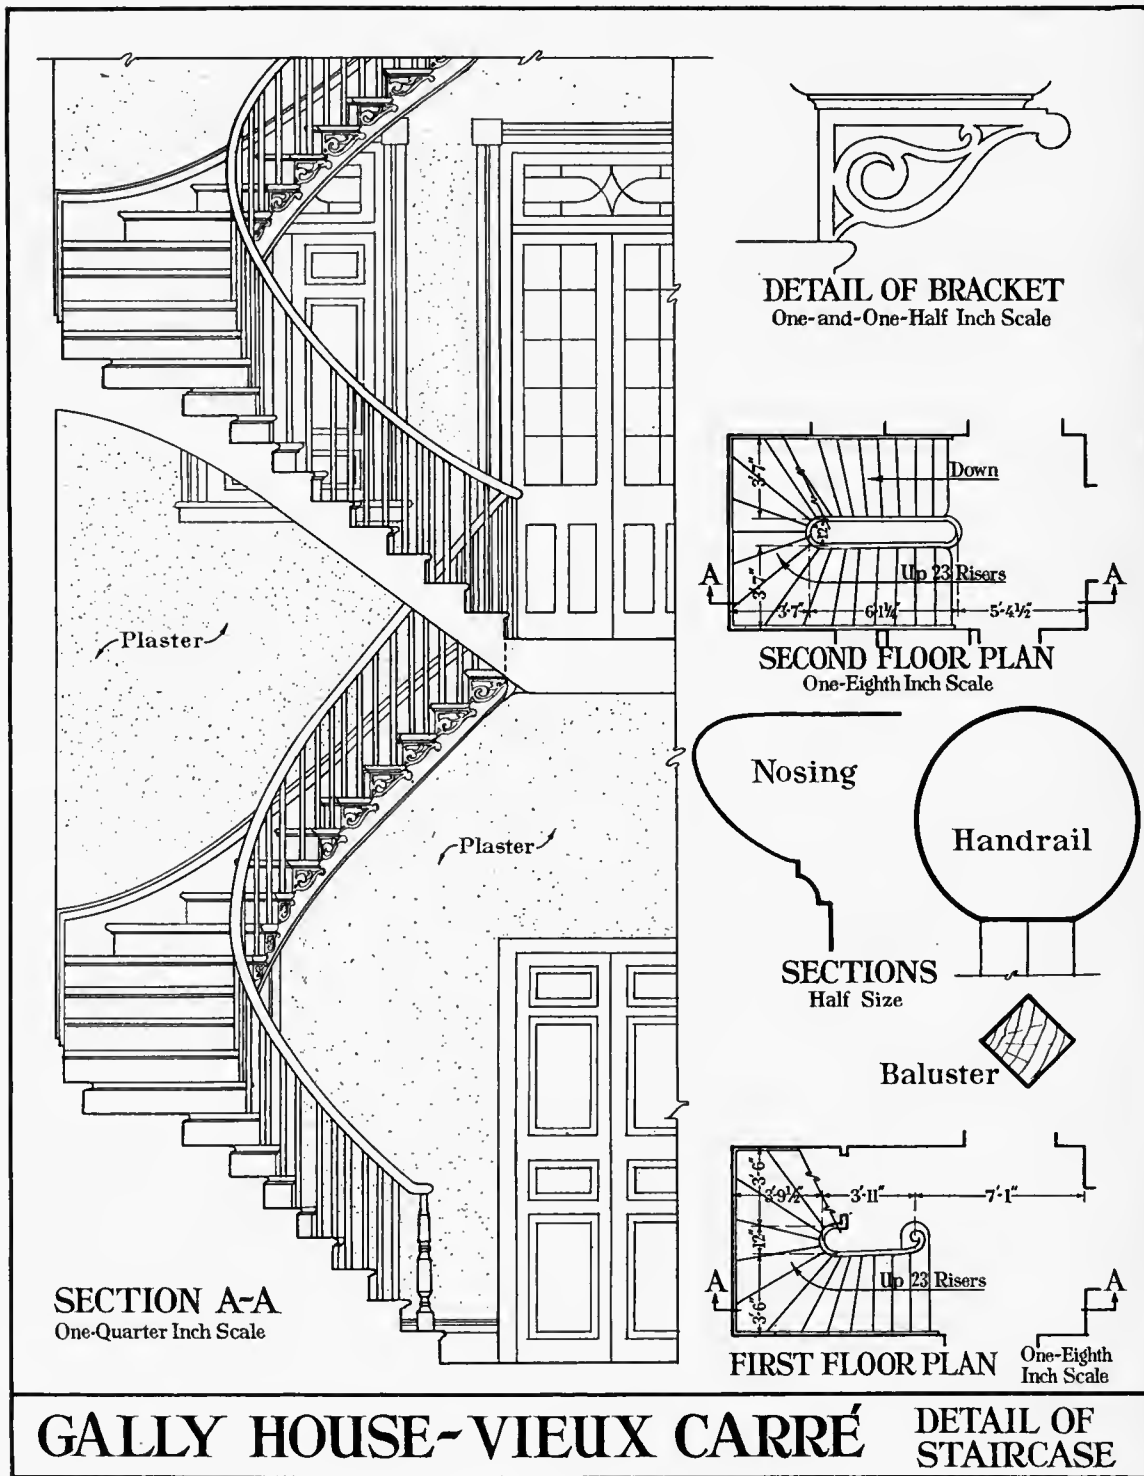 DETAIL OF BRACKET
One-and-One-Half Inch Scale
3'-7"
Down
12"
A
A
Up 23 Risers
3'-7"
3'-7"
6'-1¼"
5'-4½"
SECOND FLOOR PLAN
One-Eighth Inch Scale
Plaster
Plaster
Nosing
Handrail
SECTIONS
Half Size
Baluster
3'-6"
3'-9½"
3'-11"
7'-1"
12"
A
A
Up 23 Risers
3'-6"
SECTION A-A
One-Quarter Inch Scale
FIRST FLOOR PLAN
One-Eighth
Inch Scale
GALLY HOUSE-VIEUX CARRÉ
DETAIL OF
STAIRCASE